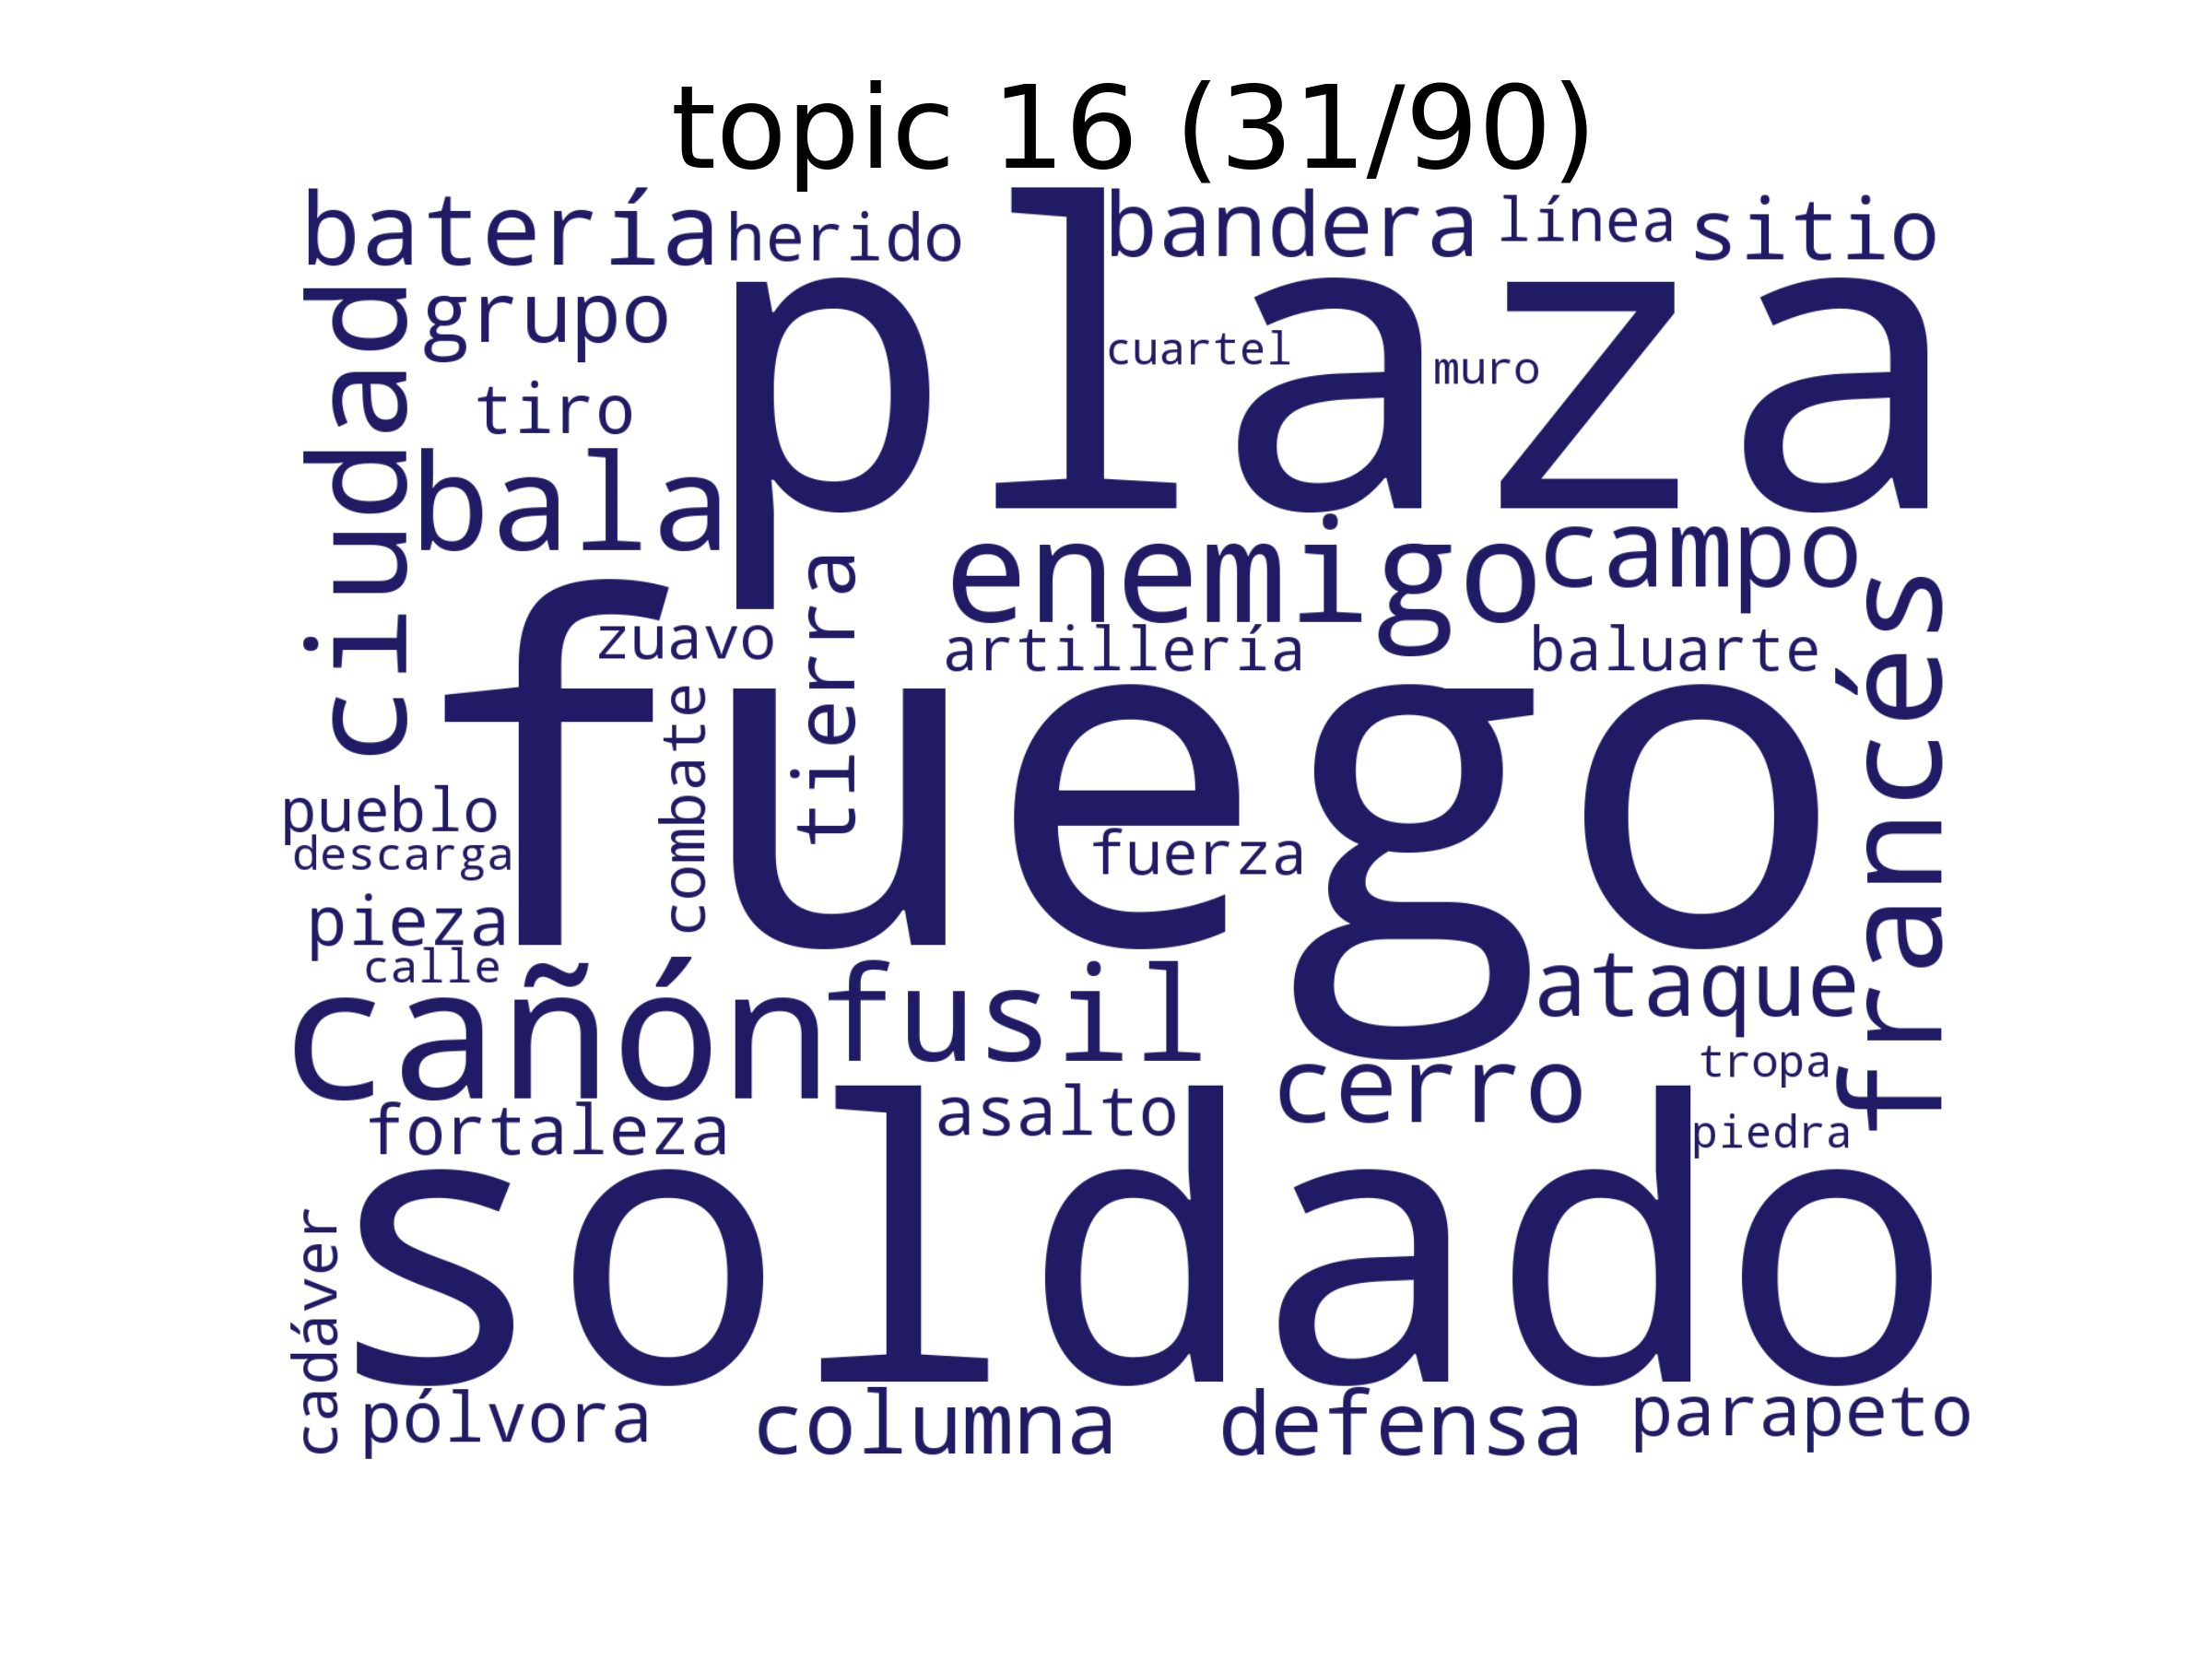 topic 16 (31/90)
batería
herido
bandera
línea
sitio
ciudad
grupo
plaza
cuartel
muro
tiro
bala
enemigo
campo
zuavo
tierra
artillería
baluarte
francés
fuego
combate
pueblo
descarga
fuerza
pieza
calle
cañón
fusil
ataque
cerro
tropa
fortaleza
asalto
piedra
soldado
cadáver
pólvora
columna
defensa
parapeto